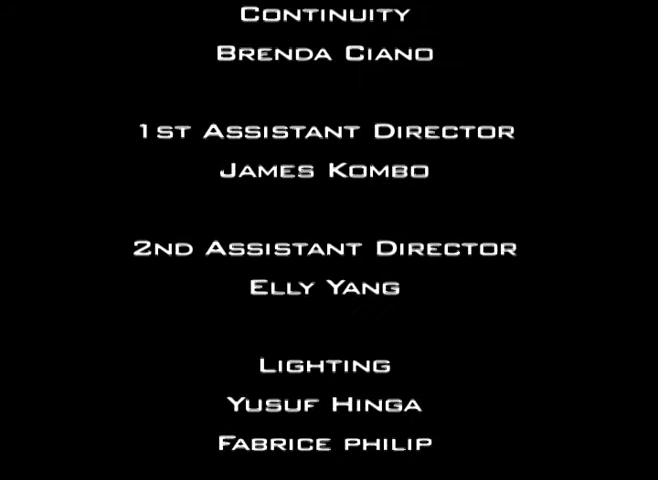 Continuity
Brenda Ciano
1st Assistant Director
James Kombo
2nd Assistant Director
Elly Yang
Lighting
Yusuf Hinga
Fabrice philip